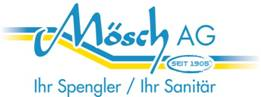 Mösch AG
SEIT 1905
Ihr Spengler / Ihr Sanitär